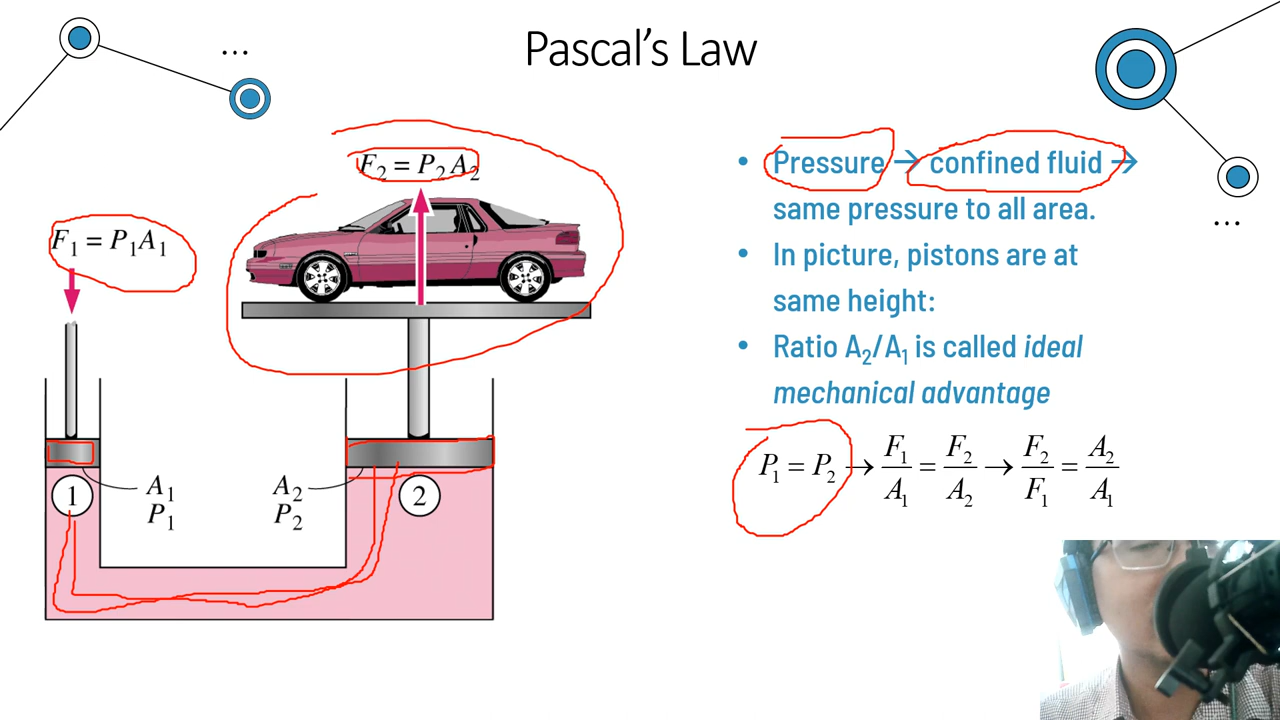 Pascal's Law
...
F₂ = P₂A₂
F₁ = P₁A₁
A₁
P₁
A₂
P₂
1
2
• Pressure → confined fluid →
same pressure to all area.
• In picture, pistons are at
same height:
• Ratio A₂/A₁ is called ideal
mechanical advantage
P₁ = P₂ → F₁/A₁ = F₂/A₂ → F₂/F₁ = A₂/A₁
...